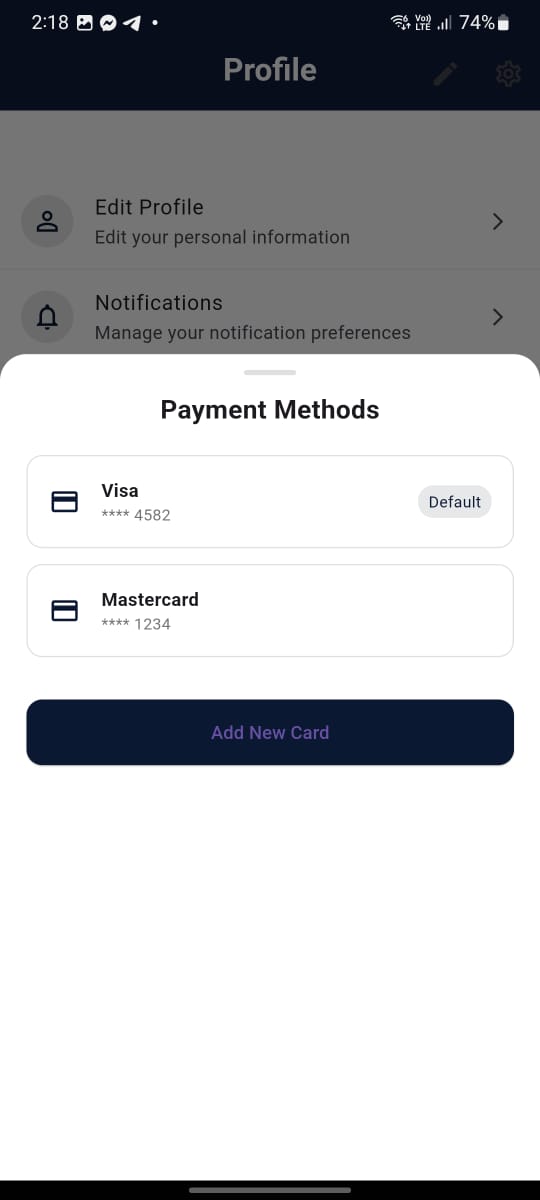 2:18
Vo)) LTE 74%
Profile
Edit Profile
Edit your personal information
Notifications
Manage your notification preferences
Payment Methods
Visa
**** 4582
Default
Mastercard
**** 1234
Add New Card